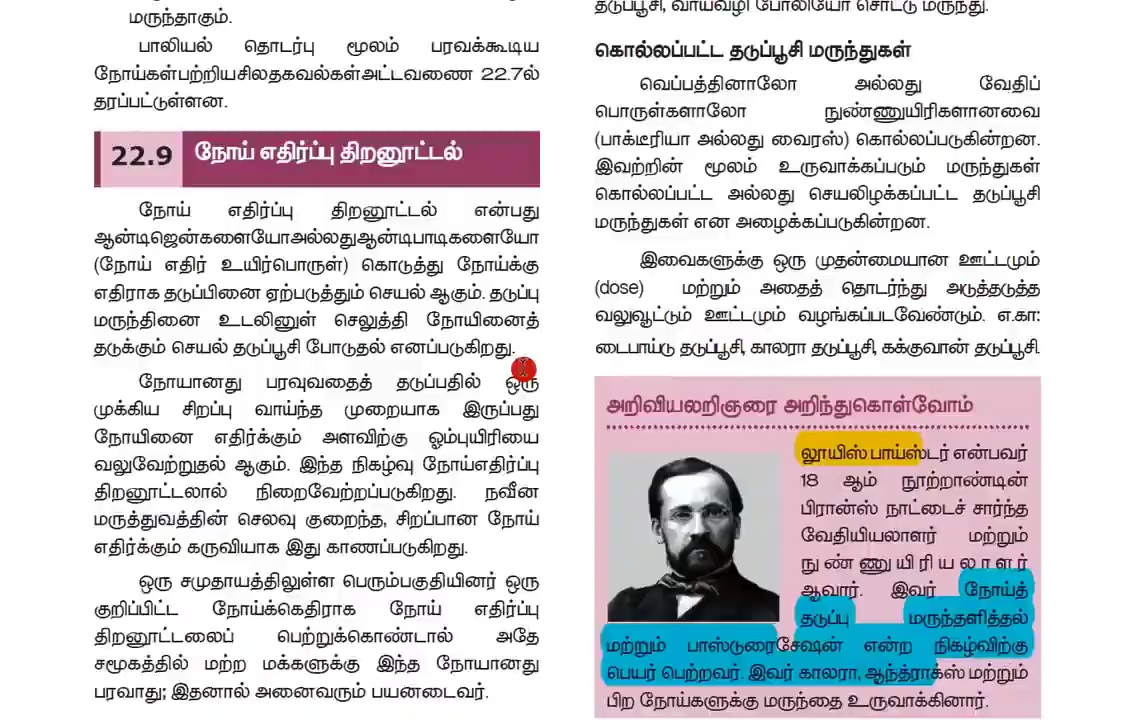 மருந்தாகும்.
பாலியல் தொடர்பு மூலம் பரவக்கூடிய
நோய்கள்பற்றியசிலதகவல்கள்அட்டவணை 22.7ல்
தரப்பட்டுள்ளன.
22.9 நோய் எதிர்ப்பு திறனூட்டல்
நோய் எதிர்ப்பு திறனூட்டல் என்பது
ஆன்டிஜென்களையோஅல்லதுஆன்டிபாடிகளையோ
(நோய் எதிர் உயிர்பொருள்) கொடுத்து நோய்க்கு
எதிராக தடுப்பினை ஏற்படுத்தும் செயல் ஆகும். தடுப்பு
மருந்தினை உடலினுள் செலுத்தி நோயினைத்
தடுக்கும் செயல் தடுப்பூசி போடுதல் எனப்படுகிறது.
நோயானது பரவுவதைத் தடுப்பதில் ஒரு
முக்கிய சிறப்பு வாய்ந்த முறையாக இருப்பது
நோயினை எதிர்க்கும் அளவிற்கு ஓம்புயிரியை
வலுவேற்றுதல் ஆகும். இந்த நிகழ்வு நோய்எதிர்ப்பு
திறனூட்டலால் நிறைவேற்றப்படுகிறது. நவீன
மருத்துவத்தின் செலவு குறைந்த, சிறப்பான நோய்
எதிர்க்கும் கருவியாக இது காணப்படுகிறது.
ஒரு சமுதாயத்திலுள்ள பெரும்பகுதியினர் ஒரு
குறிப்பிட்ட நோய்க்கெதிராக நோய் எதிர்ப்பு
திறனூட்டலைப் பெற்றுக்கொண்டால் அதே
சமூகத்தில் மற்ற மக்களுக்கு இந்த நோயானது
பரவாது; இதனால் அனைவரும் பயனடைவர்.
தடுப்பூசி, வாய்வழி போலியோ சொட்டு மருந்து.
கொல்லப்பட்ட தடுப்பூசி மருந்துகள்
வெப்பத்தினாலோ அல்லது வேதிப்
பொருள்களாலோ நுண்ணுயிரிகளானவை
(பாக்டீரியா அல்லது வைரஸ்) கொல்லப்படுகின்றன.
இவற்றின் மூலம் உருவாக்கப்படும் மருந்துகள்
கொல்லப்பட்ட அல்லது செயலிழக்கப்பட்ட தடுப்பூசி
மருந்துகள் என அழைக்கப்படுகின்றன.
இவைகளுக்கு ஒரு முதன்மையான ஊட்டமும்
(dose) மற்றும் அதைத் தொடர்ந்து அடுத்தடுத்த
வலுவூட்டும் ஊட்டமும் வழங்கப்படவேண்டும். எ.கா:
டைபாய்டு தடுப்பூசி, காலரா தடுப்பூசி, கக்குவான் தடுப்பூசி.
அறிவியலறிஞரை அறிந்துகொள்வோம்
லூயிஸ் பாய்ஸ்டர் என்பவர்
18 ஆம் நூற்றாண்டின்
பிரான்ஸ் நாட்டைச் சார்ந்த
வேதியியலாளர் மற்றும்
நுண்ணுயிரியலாளர்
ஆவார். இவர் நோய்த்
தடுப்பு மருந்தளித்தல்
மற்றும் பாஸ்டுரைசேஷன் என்ற நிகழ்விற்கு
பெயர் பெற்றவர். இவர் காலரா, ஆந்த்ராக்ஸ் மற்றும்
பிற நோய்களுக்கு மருந்தை உருவாக்கினார்.